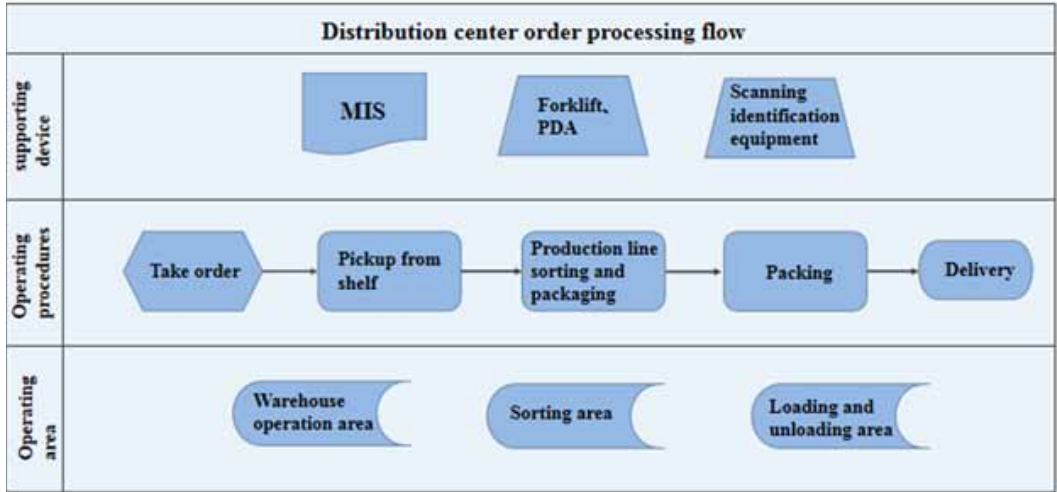 Distribution center order processing flow
supporting
device
MIS
Forklift、
PDA
Scanning
identification
equipment
Operating
procedures
Take order
Pickup from
shelf
Production line
sorting and
packaging
Packing
Delivery
Operating
area
Warehouse
operation area
Sorting area
Loading and
unloading area